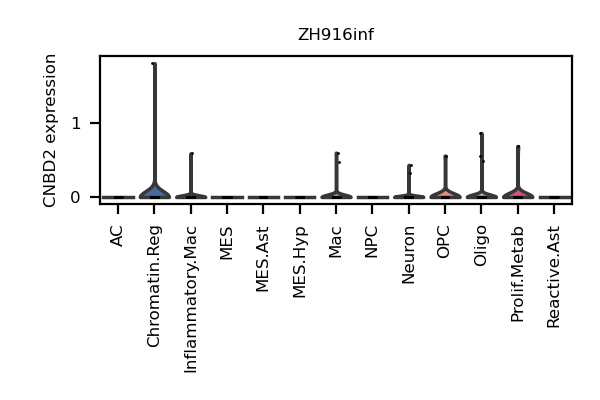 ZH916inf
CNBD2 expression
1
0
AC
Chromatin.Reg
Inflammatory.Mac
MES
MES.Ast
MES.Hyp
Mac
NPC
Neuron
OPC
Oligo
Prolif.Metab
Reactive.Ast